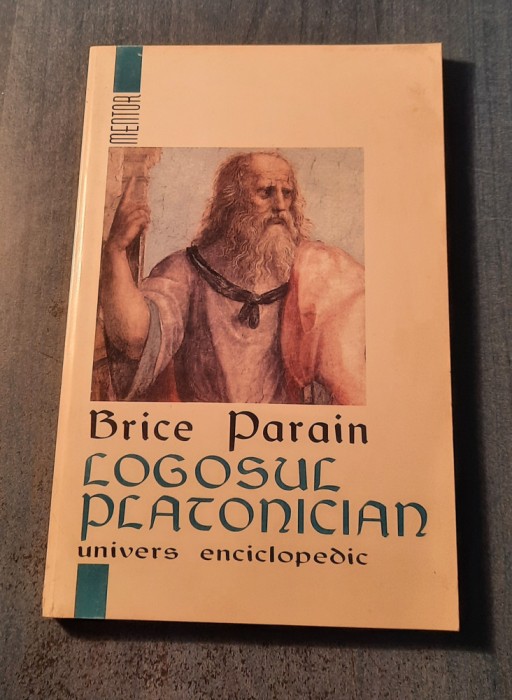 MENTOR
Brice Parain
LOGOSUL
PLATONICIAN
univers enciclopedic